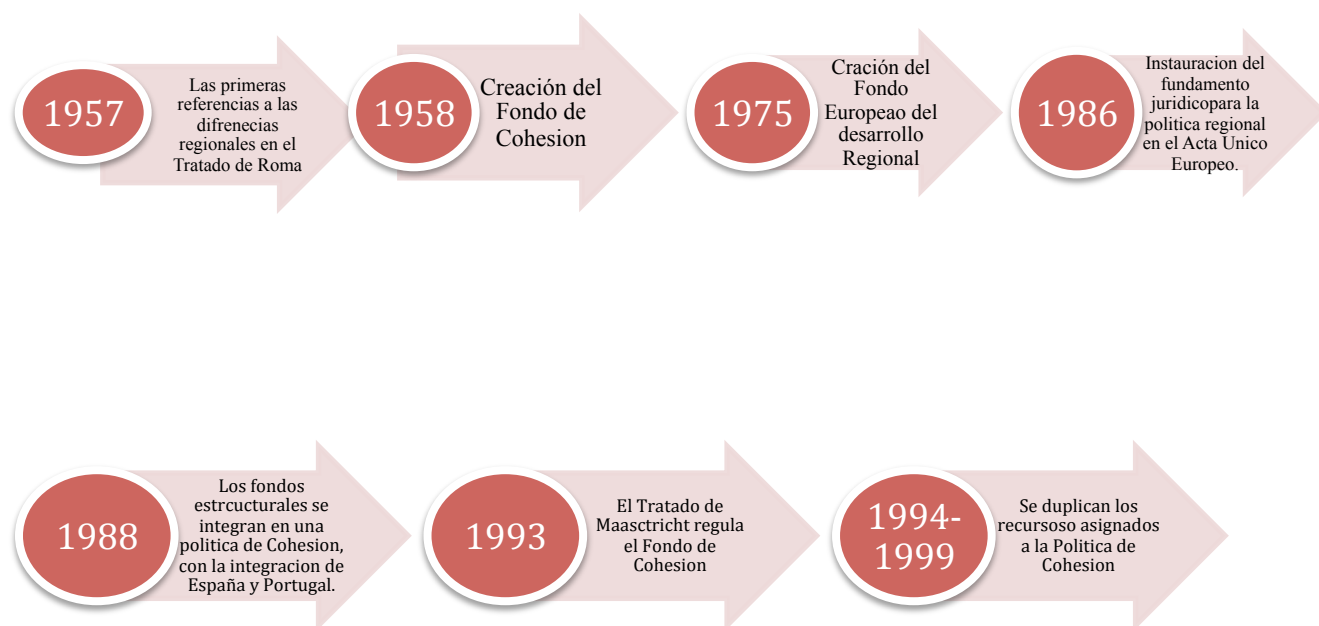 1957
Las primeras
referencias a las
difrenecias
regionales en el
Tratado de Roma
1958
Creación del
Fondo de
Cohesion
1975
Cración del
Fondo
Europeao del
desarrollo
Regional
1986
Instauracion del
fundamento
juridicopara la
politica regional
en el Acta Unico
Europeo.
1988
Los fondos
estrcucturales se
integran en una
politica de Cohesion,
con la integracion de
España y Portugal.
1993
El Tratado de
Maasctricht regula
el Fondo de
Cohesion
1994-
1999
Se duplican los
recursoso asignados
a la Politica de
Cohesion